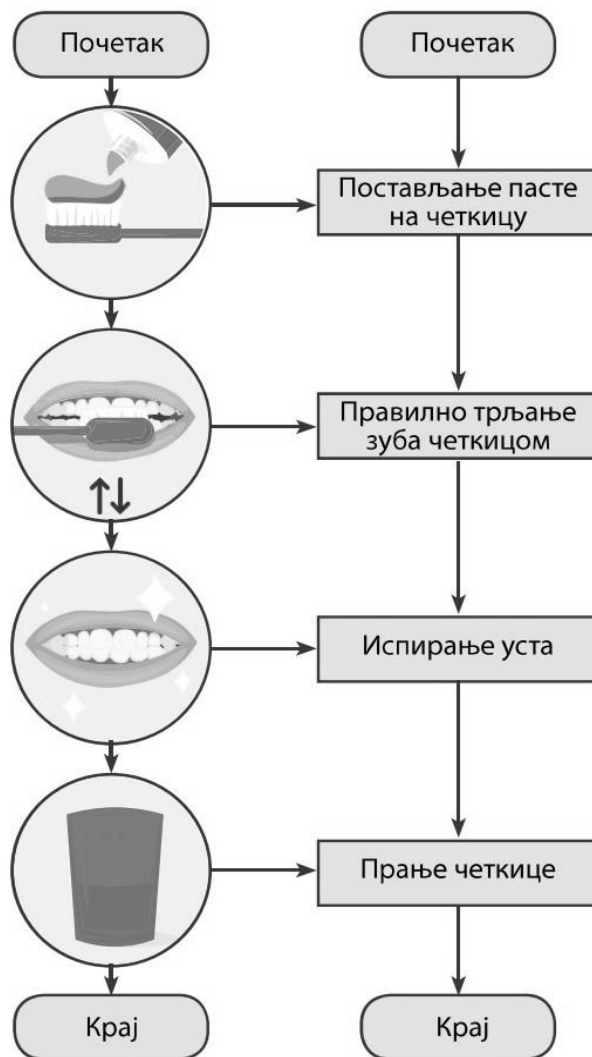 Почетак
Почетак
Постављање пасте
на четкицу
Правилно трљање
зуба четкицом
Испирање уста
Прање четкице
Крај
Крај